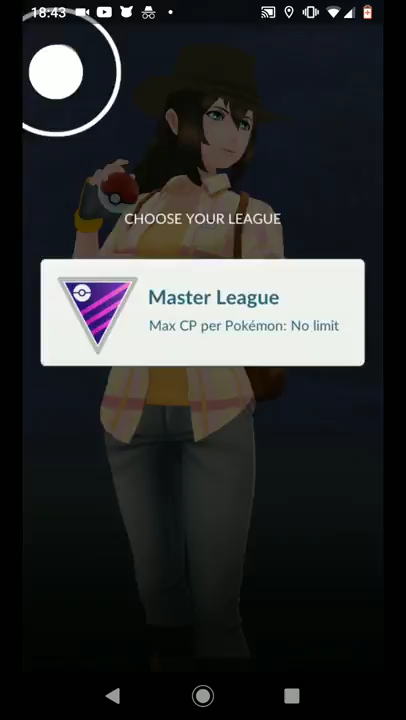 18:43
CHOOSE YOUR LEAGUE
Master League
Max CP per Pokémon: No limit